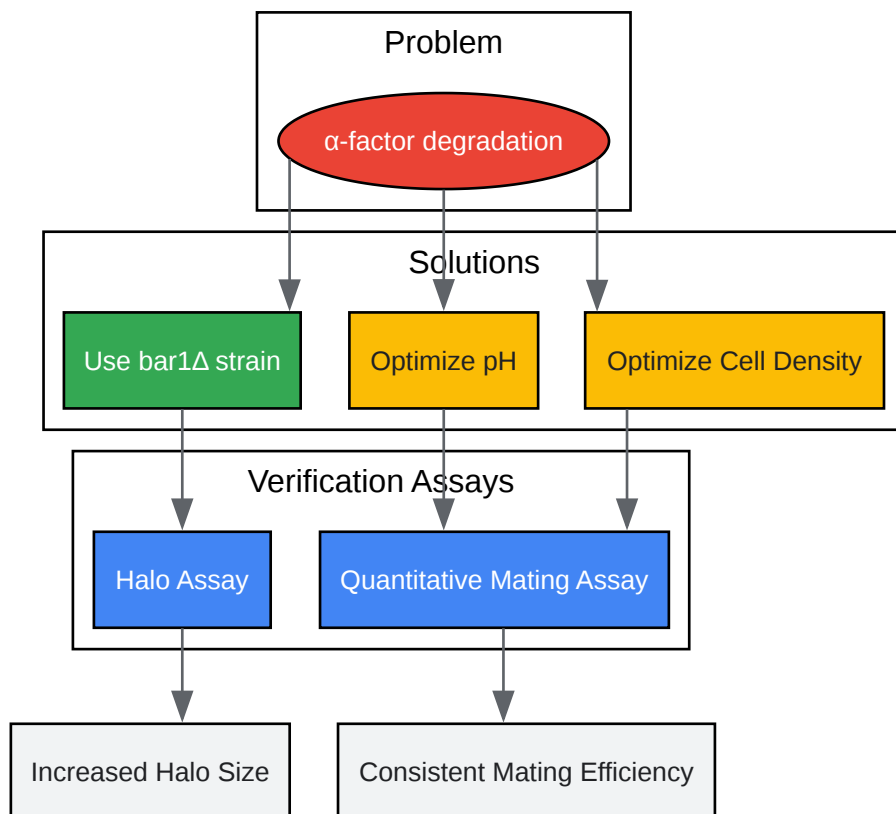 Problem
α-factor degradation
Solutions
Use bar1Δ strain
Optimize pH
Optimize Cell Density
Verification Assays
Halo Assay
Quantitative Mating Assay
Increased Halo Size
Consistent Mating Efficiency